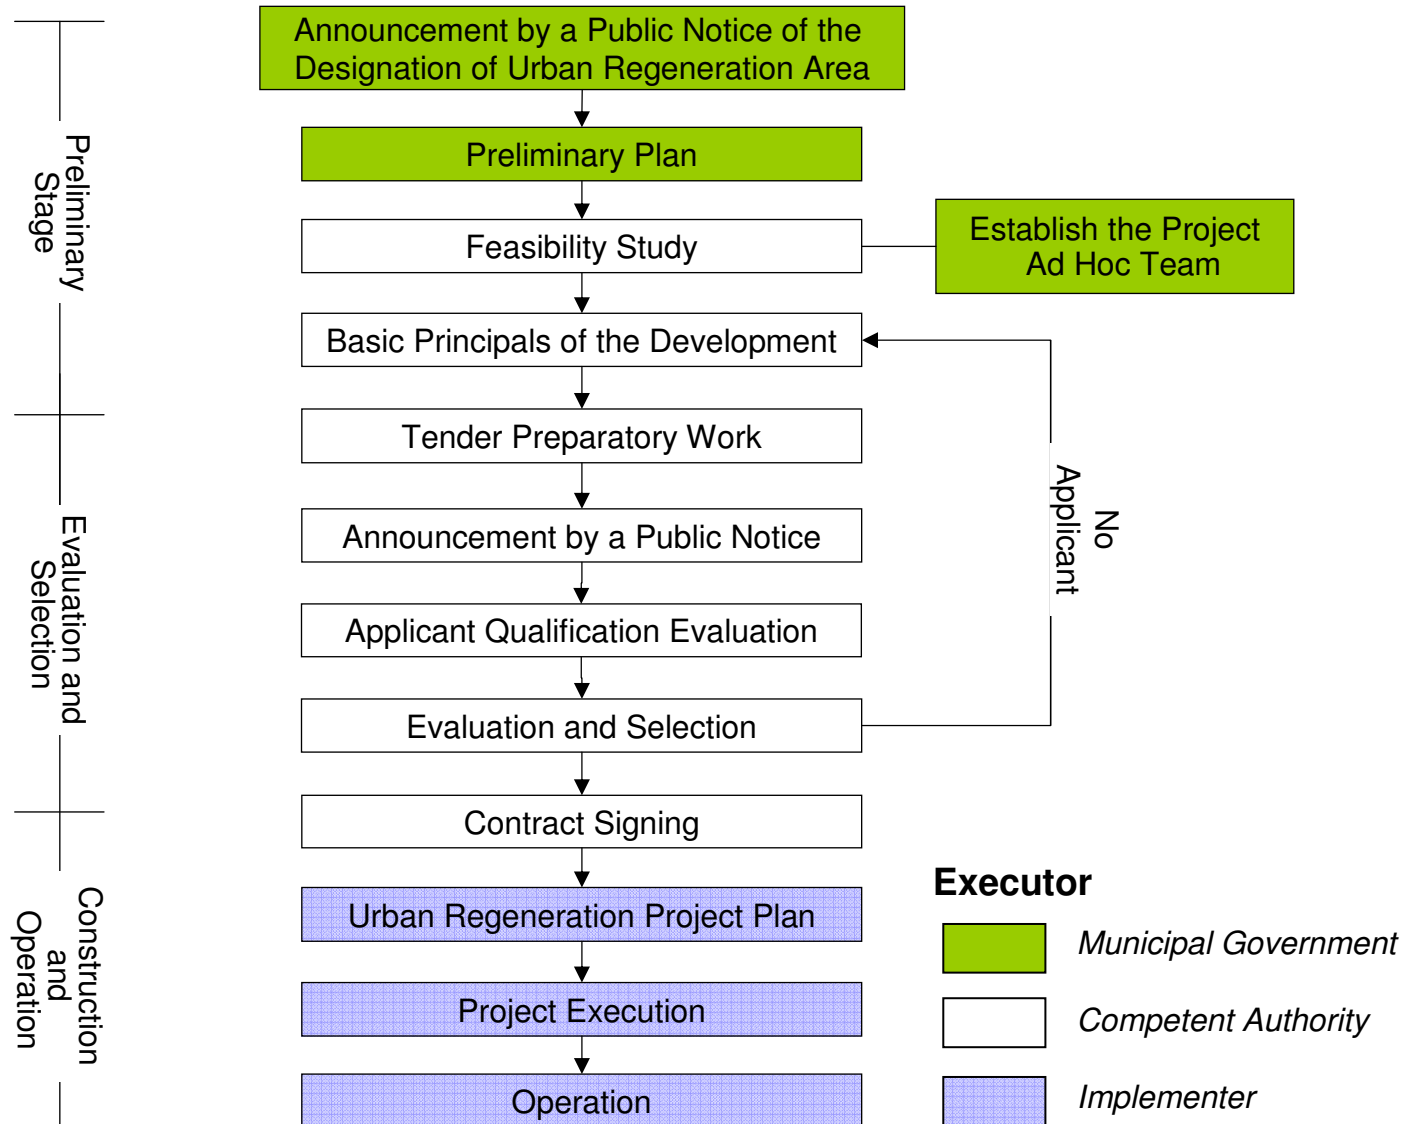 Announcement by a Public Notice of the
Designation of Urban Regeneration Area
Preliminary Plan
Feasibility Study
Establish the Project
Ad Hoc Team
Basic Principals of the Development
Tender Preparatory Work
Announcement by a Public Notice
Applicant Qualification Evaluation
Evaluation and Selection
Contract Signing
Urban Regeneration Project Plan
Project Execution
Operation
Preliminary
Stage
Evaluation and
Selection
Construction
and
Operation
No
Applicant
Executor
Municipal Government
Competent Authority
Implementer